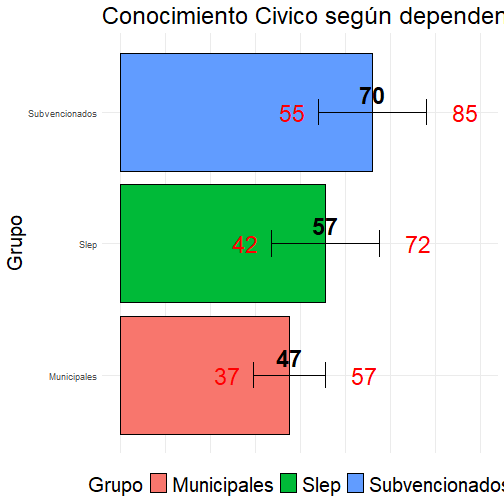 Conocimiento Civico según dependen
Subvencionados
55 70 85
Grupo
Slep
42 57 72
Municipales
37 47 57
Grupo Municipales Slep Subvencionados